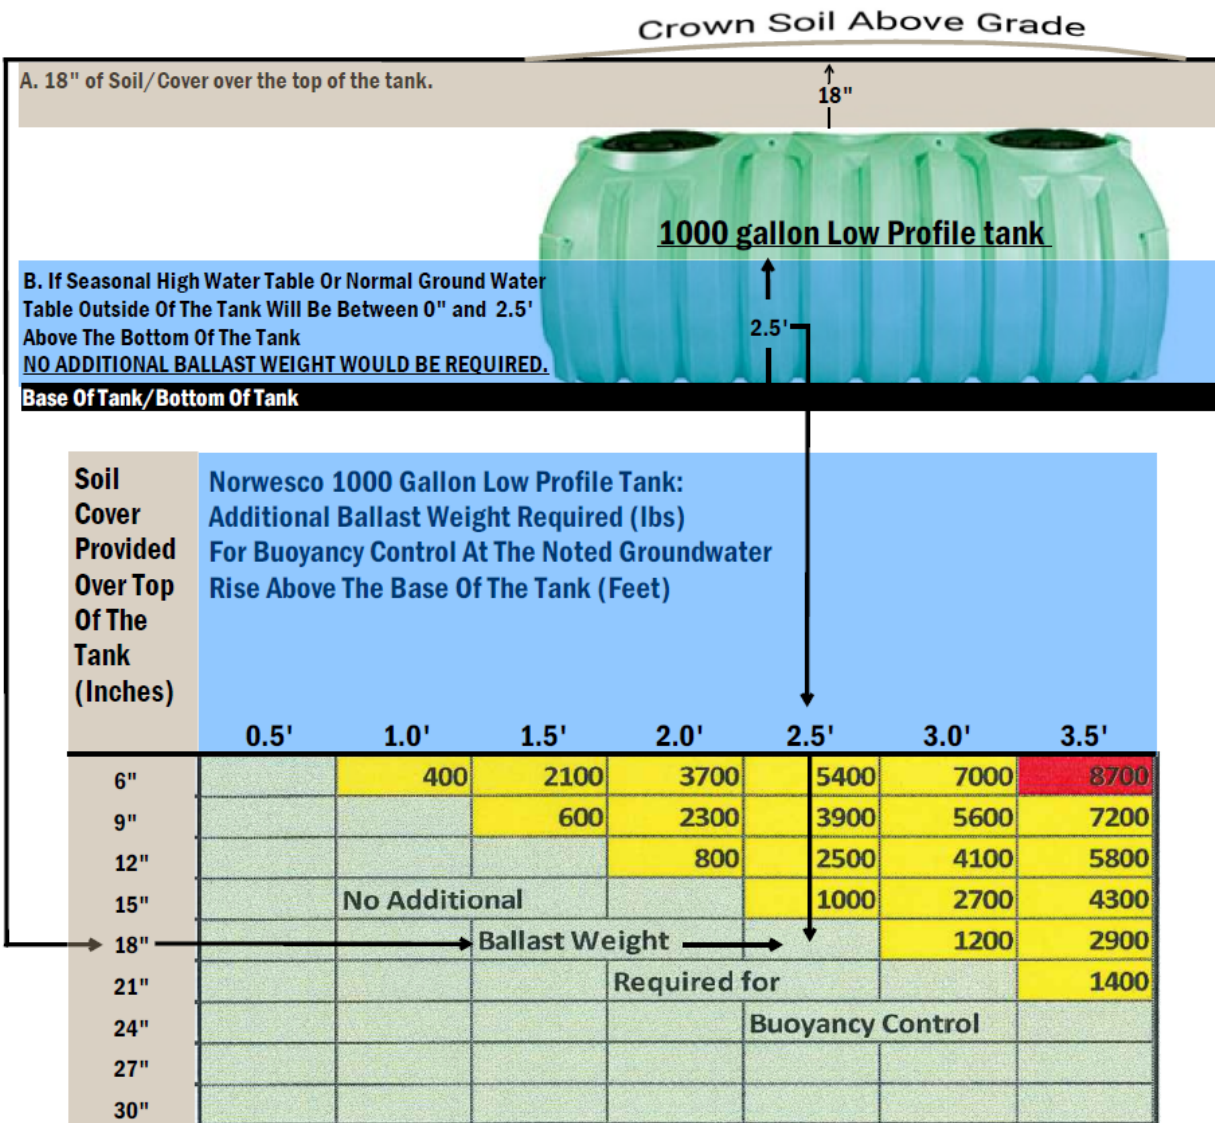 Crown Soil Above Grade
A. 18" of Soil/Cover over the top of the tank.
18"
1000 gallon Low Profile tank
B. If Seasonal High Water Table Or Normal Ground Water
Table Outside Of The Tank Will Be Between 0" and 2.5'
Above The Bottom Of The Tank
NO ADDITIONAL BALLAST WEIGHT WOULD BE REQUIRED.
2.5'
Base Of Tank/Bottom Of Tank
Soil
Cover
Provided
Over Top
Of The
Tank
(Inches)
Norwesco 1000 Gallon Low Profile Tank:
Additional Ballast Weight Required (lbs)
For Buoyancy Control At The Noted Groundwater
Rise Above The Base Of The Tank (Feet)
0.5' 1.0' 1.5' 2.0' 2.5' 3.0' 3.5'
6" 400 2100 3700 5400 7000 8700
9" 600 2300 3900 5600 7200
12" 800 2500 4100 5800
15" No Additional 1000 2700 4300
18" Ballast Weight 1200 2900
21" Required for 1400
24" Buoyancy Control
27"
30"